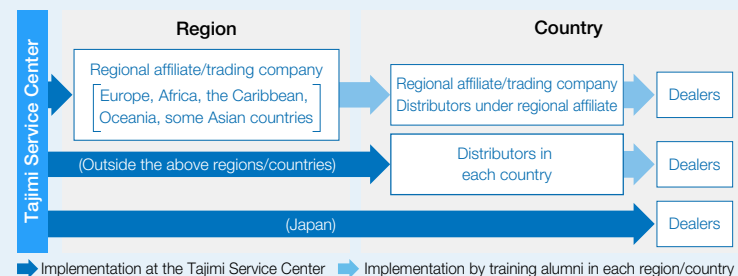 Tajimi Service Center
Region
Country
Regional affiliate/trading company
[Europe, Africa, the Caribbean,
Oceania, some Asian countries]
Regional affiliate/trading company
Distributors under regional affiliate
Dealers
(Outside the above regions/countries)
Distributors in
each country
Dealers
(Japan)
Dealers
Implementation at the Tajimi Service Center
Implementation by training alumni in each region/country